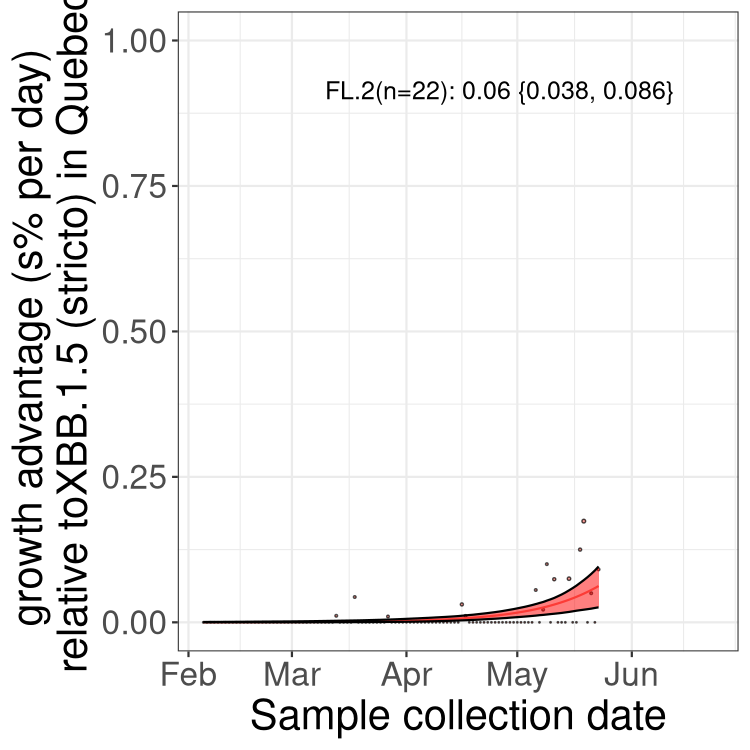 growth advantage (s% per day)
relative toXBB.1.5 (stricto) in Quebec
1.00
0.75
0.50
0.25
0.00
FL.2(n=22): 0.06 {0.038, 0.086}
Feb Mar Apr May Jun
Sample collection date